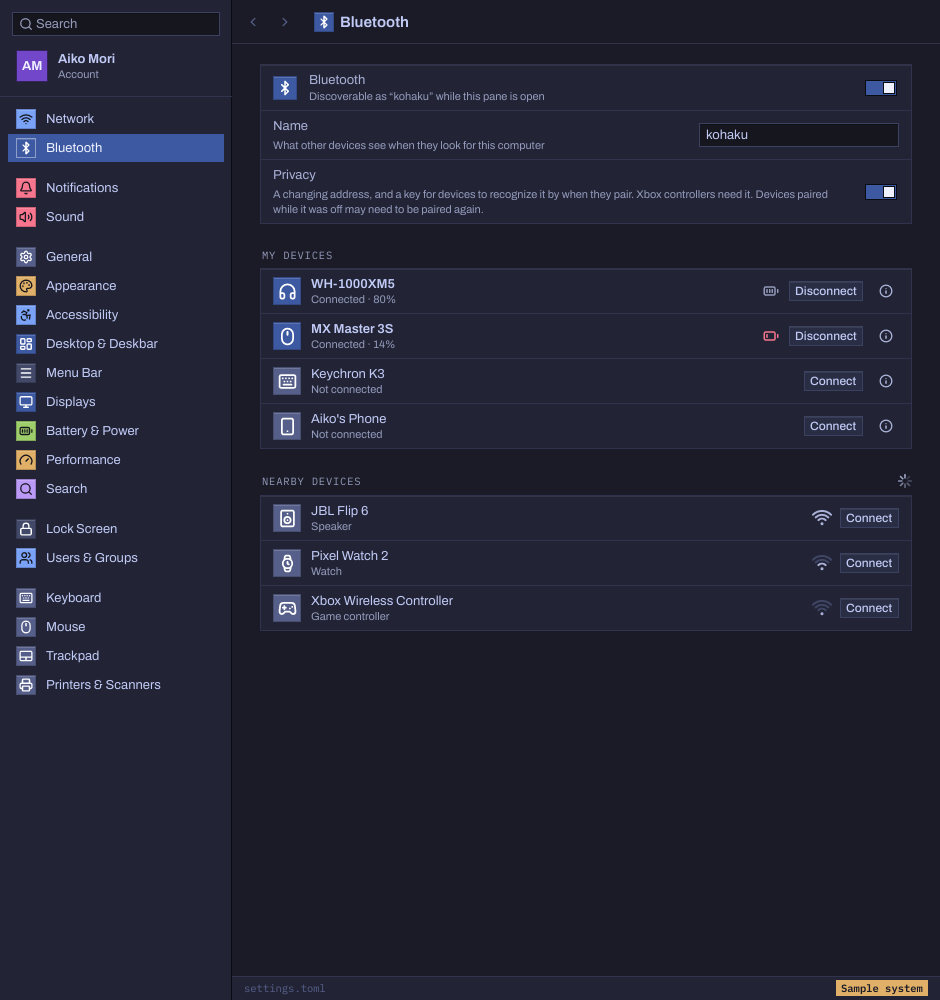 Search
AM
Aiko Mori
Account
Network
Bluetooth
Notifications
Sound
General
Appearance
Accessibility
Desktop & Deskbar
Menu Bar
Displays
Battery & Power
Performance
Search
Lock Screen
Users & Groups
Keyboard
Mouse
Trackpad
Printers & Scanners
Bluetooth
Bluetooth
Discoverable as “kohaku” while this pane is open
Name
What other devices see when they look for this computer
kohaku
Privacy
A changing address, and a key for devices to recognize it by when they pair. Xbox controllers need it. Devices paired
while it was off may need to be paired again.
MY DEVICES
WH-1000XM5
Connected · 80%
Disconnect
MX Master 3S
Connected · 14%
Disconnect
Keychron K3
Not connected
Connect
Aiko's Phone
Not connected
Connect
NEARBY DEVICES
JBL Flip 6
Speaker
Connect
Pixel Watch 2
Watch
Connect
Xbox Wireless Controller
Game controller
Connect
settings.toml
Sample system